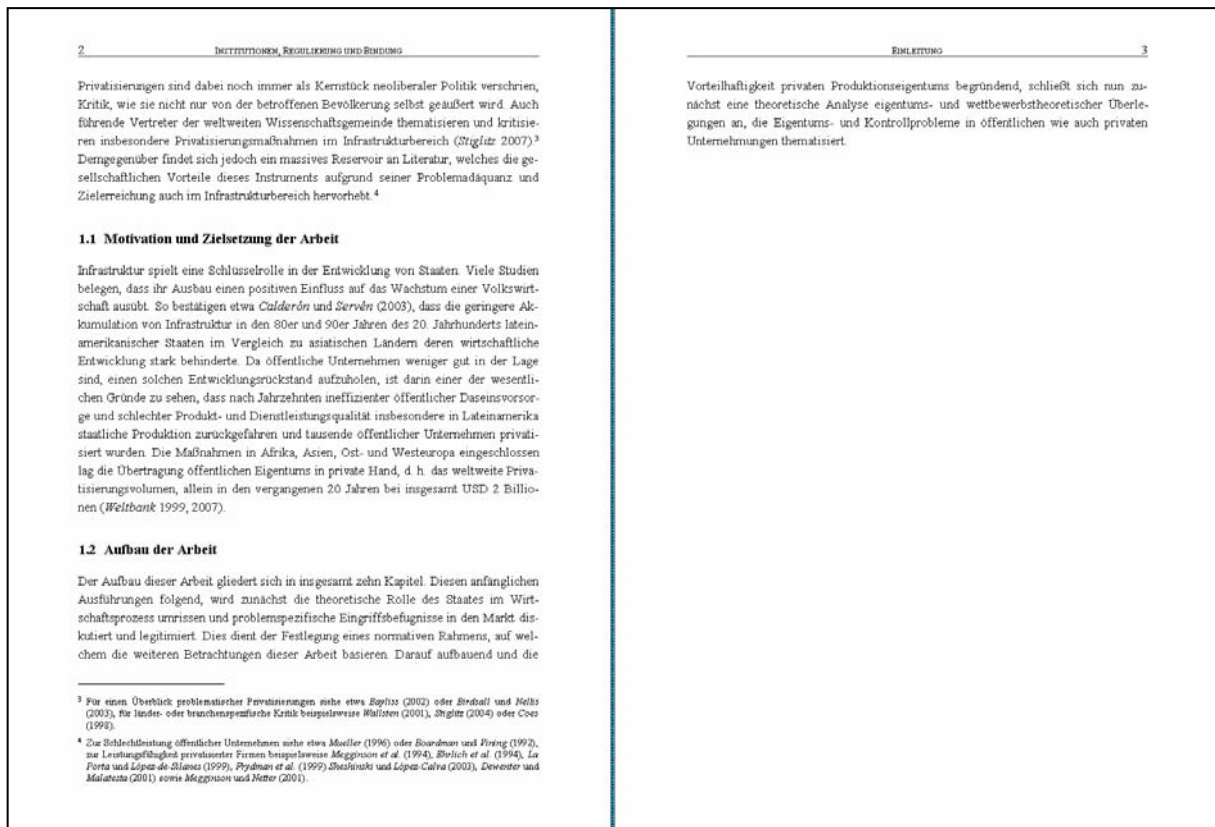 2 INSTITUTIONEN, REGULIERUNG UND BINDUNG
Privatisierungen sind dabei noch immer als Kernstück neoliberaler Politik verschrien,
Kritik, wie sie nicht nur von der betroffenen Bevölkerung selbst geäußert wird. Auch
führende Vertreter der weltweiten Wissenschaftsgemeinde thematisieren und kritisie-
ren insbesondere Privatisierungsmaßnahmen im Infrastrukturbereich (Stiglitz 2007).³
Demgegenüber findet sich jedoch ein massives Reservoir an Literatur, welches die ge-
sellschaftlichen Vorteile dieses Instruments aufgrund seiner Problemadäquanz und
Zielerreichung auch im Infrastrukturbereich hervorhebt.⁴
1.1 Motivation und Zielsetzung der Arbeit
Infrastruktur spielt eine Schlüsselrolle in der Entwicklung von Staaten. Viele Studien
belegen, dass ihr Ausbau einen positiven Einfluss auf das Wachstum einer Volkswirt-
schaft ausübt. So bestätigen etwa Calderón und Servén (2003), dass die geringere Ak-
kumulation von Infrastruktur in den 80er und 90er Jahren des 20. Jahrhunderts latein-
amerikanischer Staaten im Vergleich zu asiatischen Ländern deren wirtschaftliche
Entwicklung stark behinderte. Da öffentliche Unternehmen weniger gut in der Lage
sind, einen solchen Entwicklungsrückstand aufzuholen, ist darin einer der wesentli-
chen Gründe zu sehen, dass nach Jahrzehnten ineffizienter öffentlicher Daseinsvorsor-
ge und schlechter Produkt- und Dienstleistungsqualität insbesondere in Lateinamerika
staatliche Produktion zurückgefahren und tausende öffentlicher Unternehmen privati-
siert wurden. Die Maßnahmen in Afrika, Asien, Ost- und Westeuropa eingeschlossen
lag die Übertragung öffentlichen Eigentums in private Hand, d. h. das weltweite Priva-
tisierungsvolumen, allein in den vergangenen 20 Jahren bei insgesamt USD 2 Billio-
nen (Weltbank 1999, 2007).
1.2 Aufbau der Arbeit
Der Aufbau dieser Arbeit gliedert sich in insgesamt zehn Kapitel. Diesen anfänglichen
Ausführungen folgend, wird zunächst die theoretische Rolle des Staates im Wirt-
schaftsprozess umrissen und problemspezifische Eingriffsbefugnisse in den Markt dis-
kutiert und legitimiert. Dies dient der Festlegung eines normativen Rahmens, auf wel-
chem die weiteren Betrachtungen dieser Arbeit basieren. Darauf aufbauend und die
³ Für einen Überblick problematischer Privatisierungen siehe etwa Bayliss (2002) oder Birdsall und Nellis
(2003), für länder- oder branchenspezifische Kritik beispielsweise Wallsten (2001), Stiglitz (2004) oder Coes
(1998).
⁴ Zur Schlechtleistung öffentlicher Unternehmen siehe etwa Mueller (1996) oder Boardman und Vining (1992),
zur Leistungsfähigkeit privatisierter Firmen beispielsweise Megginson et al. (1994), Ehrlich et al. (1994), La
Porta und López-de-Silanes (1999), Frydman et al. (1999) Sheshinski und López-Calva (2003), Dewenter und
Malatesta (2001) sowie Megginson und Netter (2001).
EINLEITUNG 3
Vorteilhaftigkeit privaten Produktionseigentums begründend, schließt sich nun zu-
nächst eine theoretische Analyse eigentums- und wettbewerbstheoretischer Überle-
gungen an, die Eigentums- und Kontrollprobleme in öffentlichen wie auch privaten
Unternehmungen thematisiert.